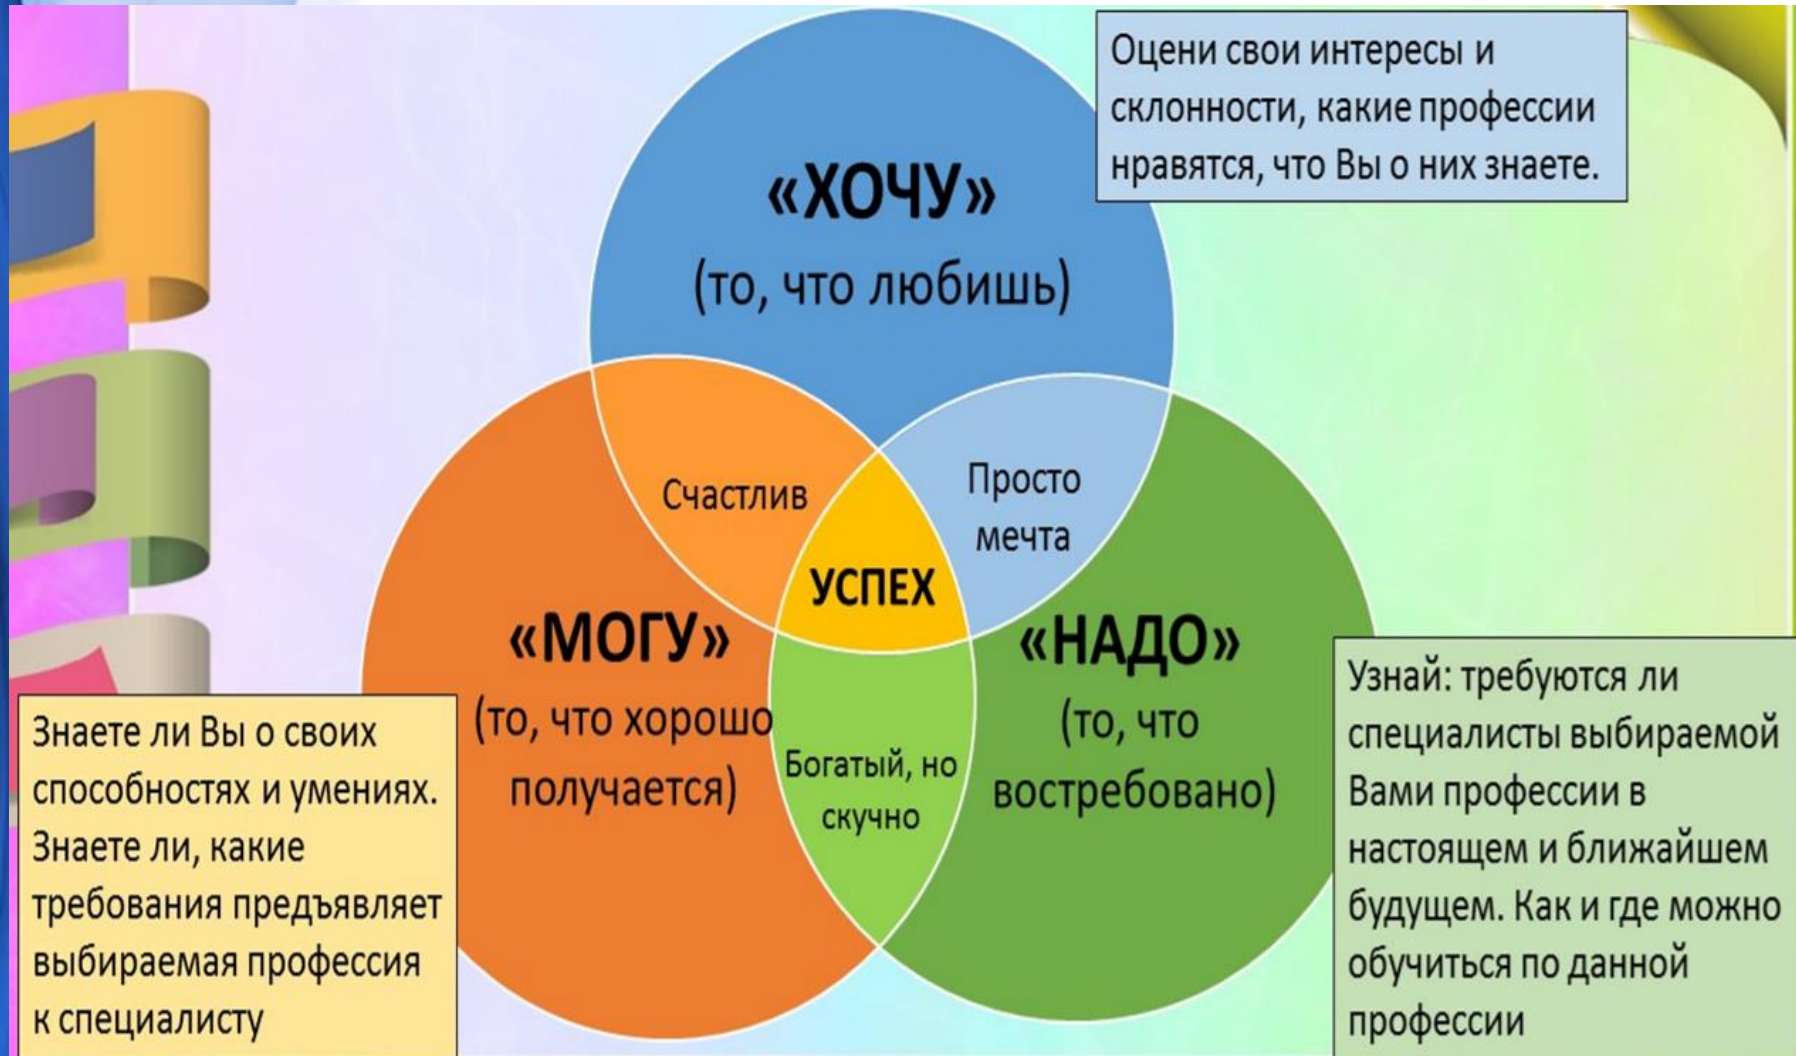 Оцени свои интересы и
склонности, какие профессии
нравятся, что Вы о них знаете.
«ХОЧУ»
(то, что любишь)
Счастлив
Просто
мечта
УСПЕХ
«МОГУ»
(то, что хорошо
получается)
«НАДО»
(то, что
востребовано)
Богатый, но
скучно
Знаете ли Вы о своих
способностях и умениях.
Знаете ли, какие
требования предъявляет
выбираемая профессия
к специалисту
Узнай: требуются ли
специалисты выбираемой
Вами профессии в
настоящем и ближайшем
будущем. Как и где можно
обучиться по данной
профессии